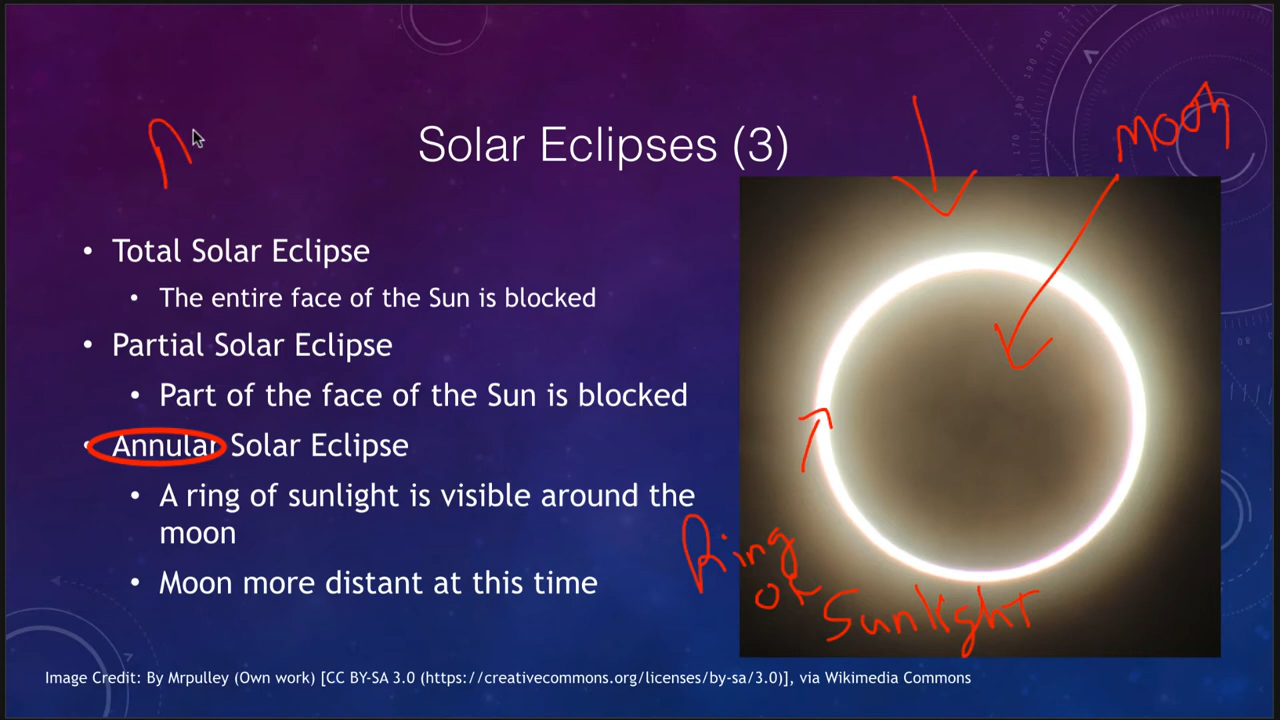 Solar Eclipses (3)
moon
• Total Solar Eclipse
• The entire face of the Sun is blocked
• Partial Solar Eclipse
• Part of the face of the Sun is blocked
• Annular Solar Eclipse
• A ring of sunlight is visible around the
moon
• Moon more distant at this time
Ring
of
Sunlight
Image Credit: By Mrpulley (Own work) [CC BY-SA 3.0 (https://creativecommons.org/licenses/by-sa/3.0)], via Wikimedia Commons